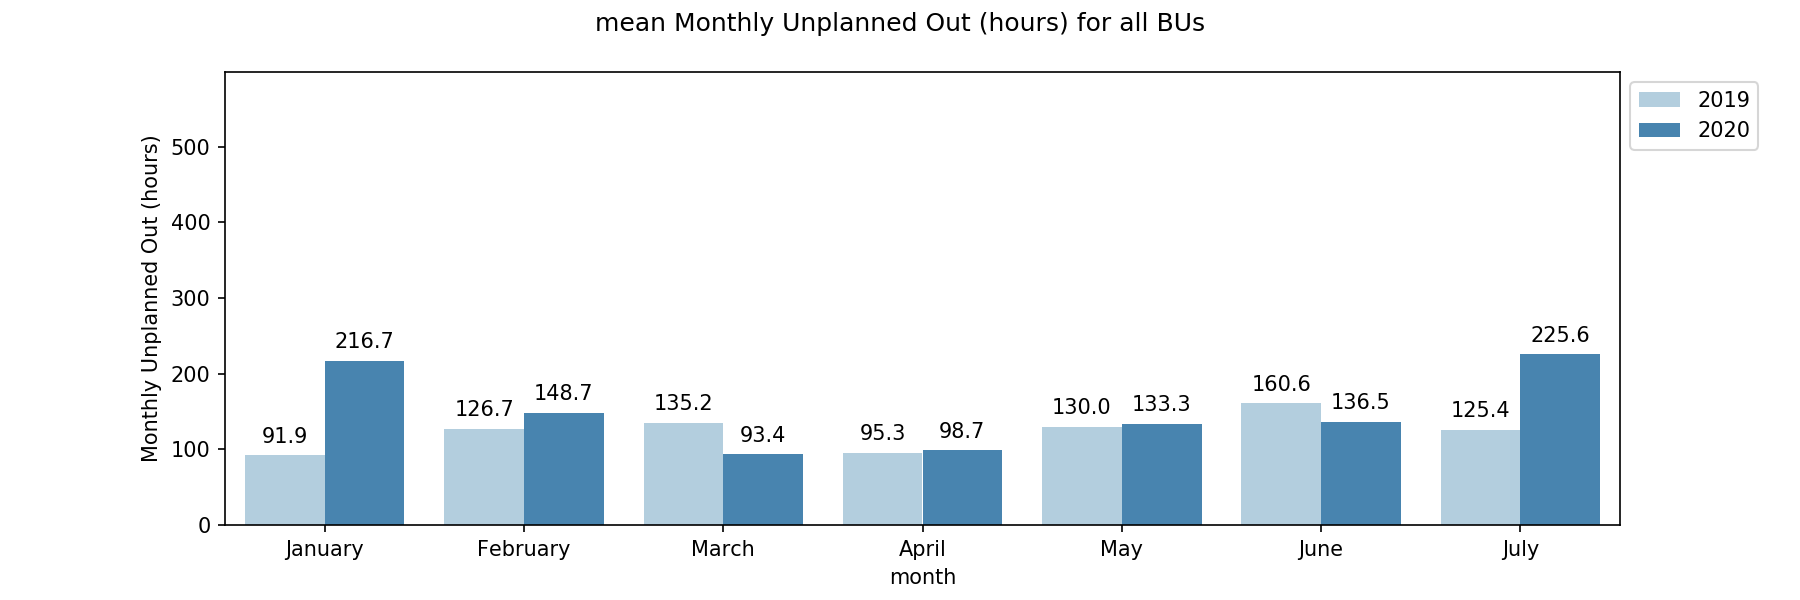 mean Monthly Unplanned Out (hours) for all BUs
2019
2020
Monthly Unplanned Out (hours)
500
400
300
200
100
0
91.9
216.7
126.7
148.7
135.2
93.4
95.3
98.7
130.0
133.3
160.6
136.5
125.4
225.6
January
February
March
April
May
June
July
month